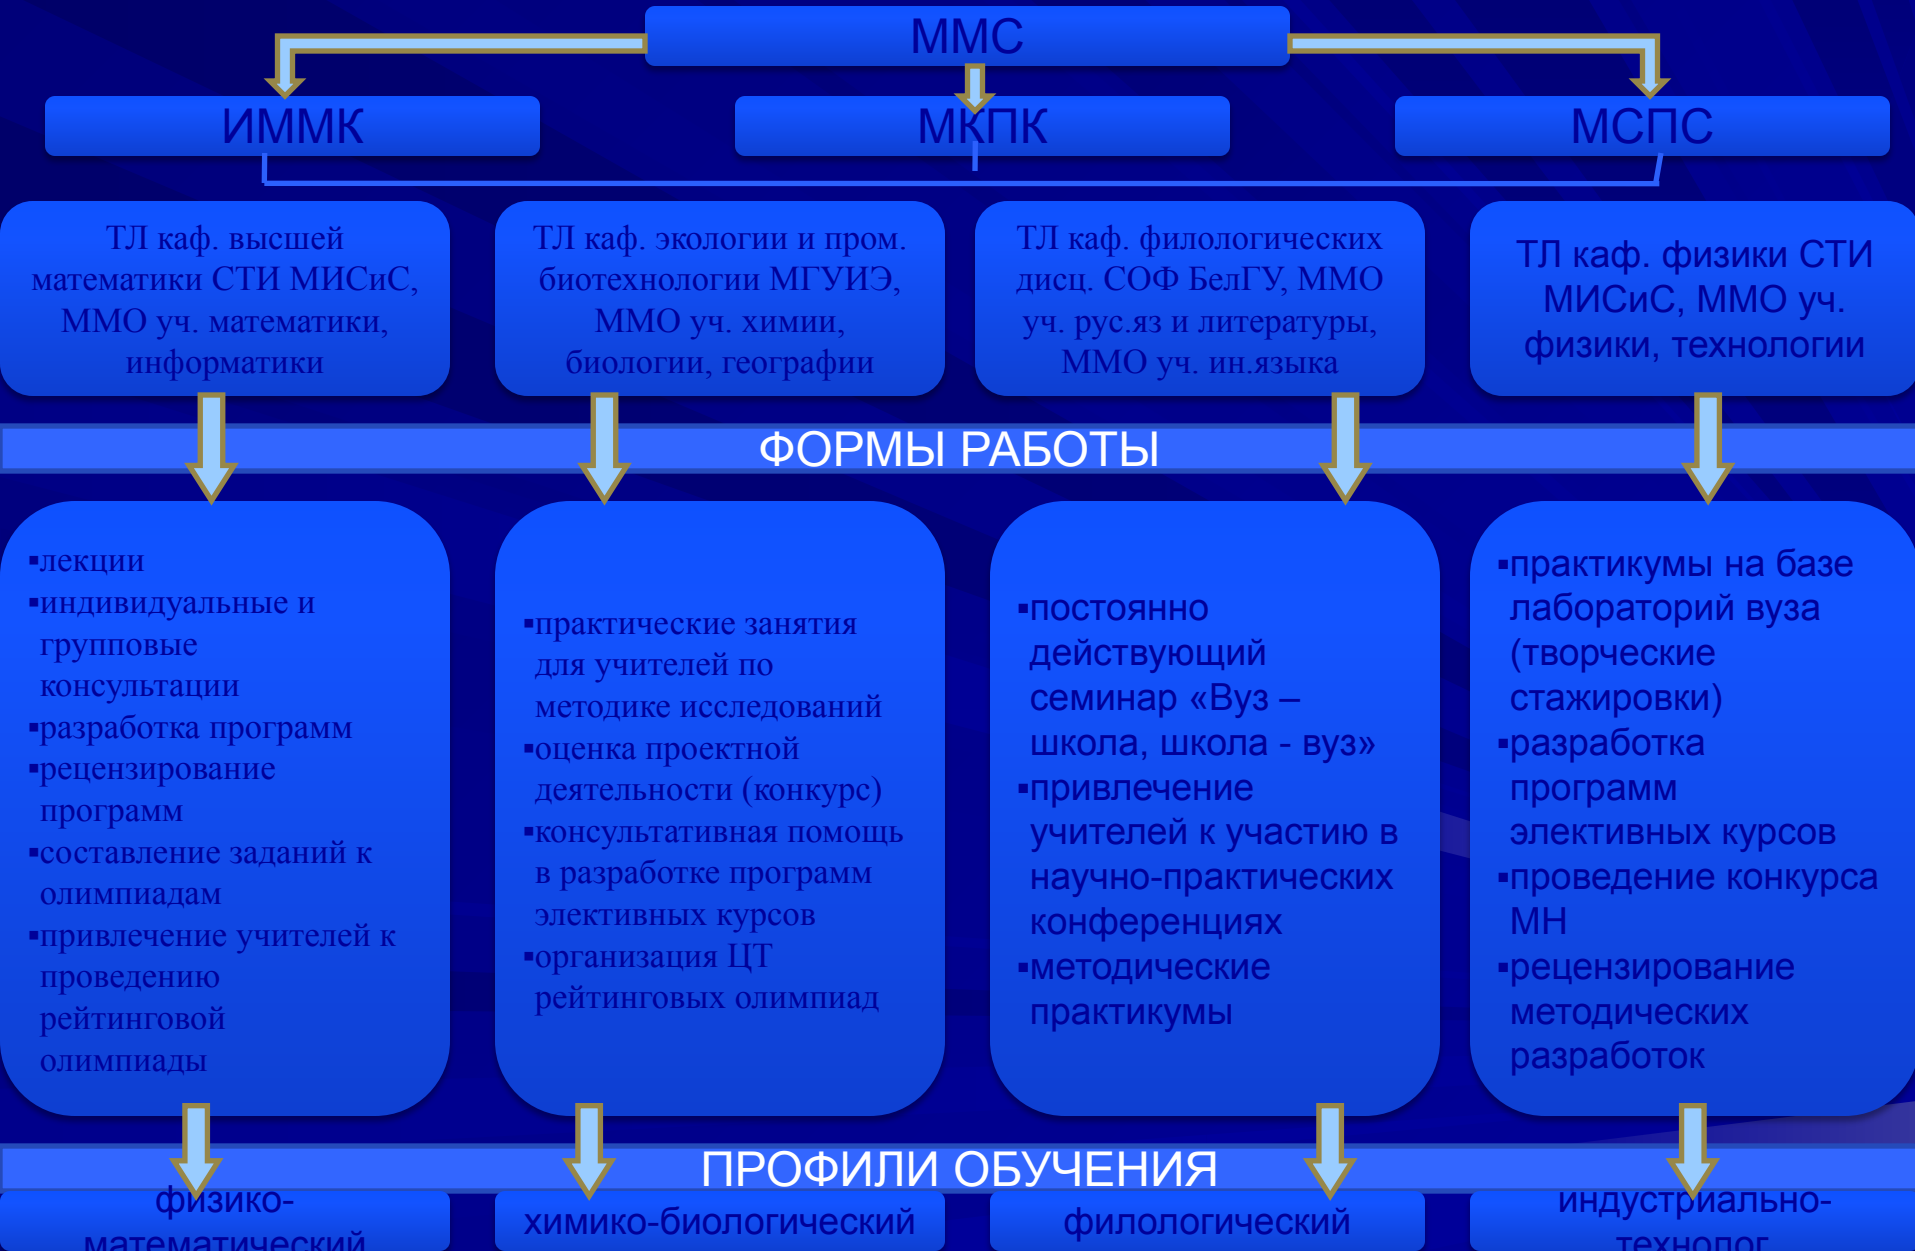 ММС
ИММК
МКПК
МСПС
ТЛ каф. высшей
математики СТИ МИСиС,
ММО уч. математики,
информатики
ТЛ каф. экологии и пром.
биотехнологии МГУИЭ,
ММО уч. химии,
биологии, географии
ТЛ каф. филологических
дисц. СОФ БелГУ, ММО
уч. рус.яз и литературы,
ММО уч. ин.языка
ТЛ каф. физики СТИ
МИСиС, ММО уч.
физики, технологии
ФОРМЫ РАБОТЫ
▪лекции
▪индивидуальные и
групповые
консультации
▪разработка программ
▪рецензирование
программ
▪составление заданий к
олимпиадам
▪привлечение учителей к
проведению
рейтинговой
олимпиады
▪практические занятия
для учителей по
методике исследований
▪оценка проектной
деятельности (конкурс)
▪консультативная помощь
в разработке программ
элективных курсов
▪организация ЦТ
рейтинговых олимпиад
▪постоянно
действующий
семинар «Вуз –
школа, школа - вуз»
▪привлечение
учителей к участию в
научно-практических
конференциях
▪методические
практикумы
▪практикумы на базе
лабораторий вуза
(творческие
стажировки)
▪разработка
программ
элективных курсов
▪проведение конкурса
МН
▪рецензирование
методических
разработок
ПРОФИЛИ ОБУЧЕНИЯ
физико-
математический
химико-биологический
филологический
индустриально-
технолог